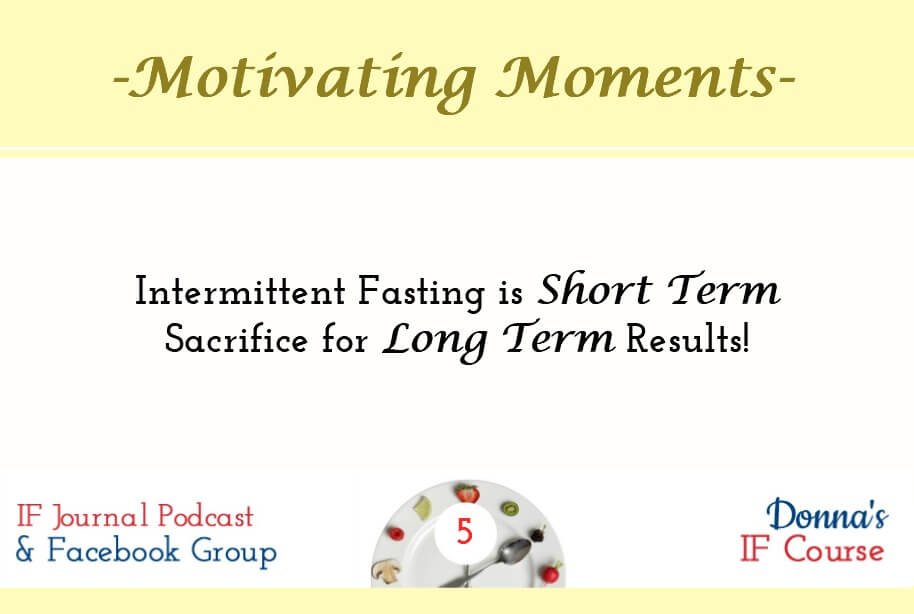 -Motivating Moments-
Intermittent Fasting is Short Term
Sacrifice for Long Term Results!
IF Journal Podcast
& Facebook Group
5
Donna's
IF Course